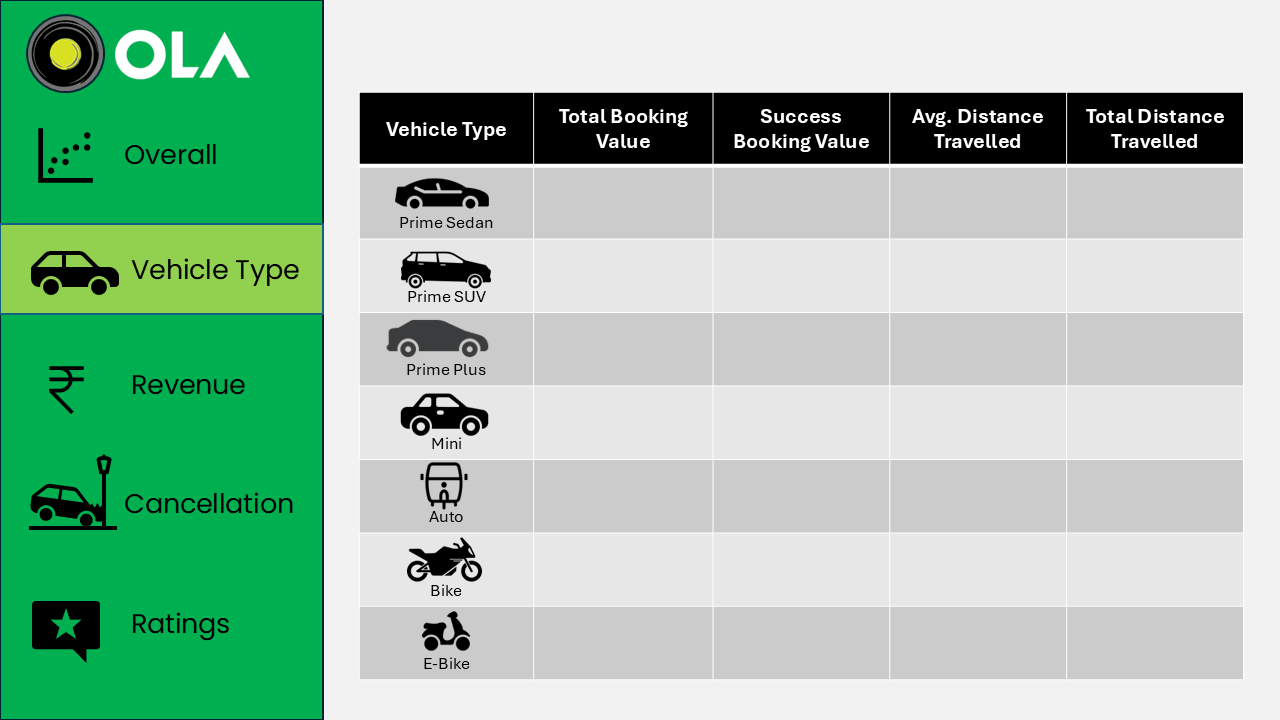 OLA
Overall
Vehicle Type
Revenue
Cancellation
Ratings
Vehicle Type
Total Booking
Value
Success
Booking Value
Avg. Distance
Travelled
Total Distance
Travelled
Prime Sedan
Prime SUV
Prime Plus
Mini
Auto
Bike
E-Bike